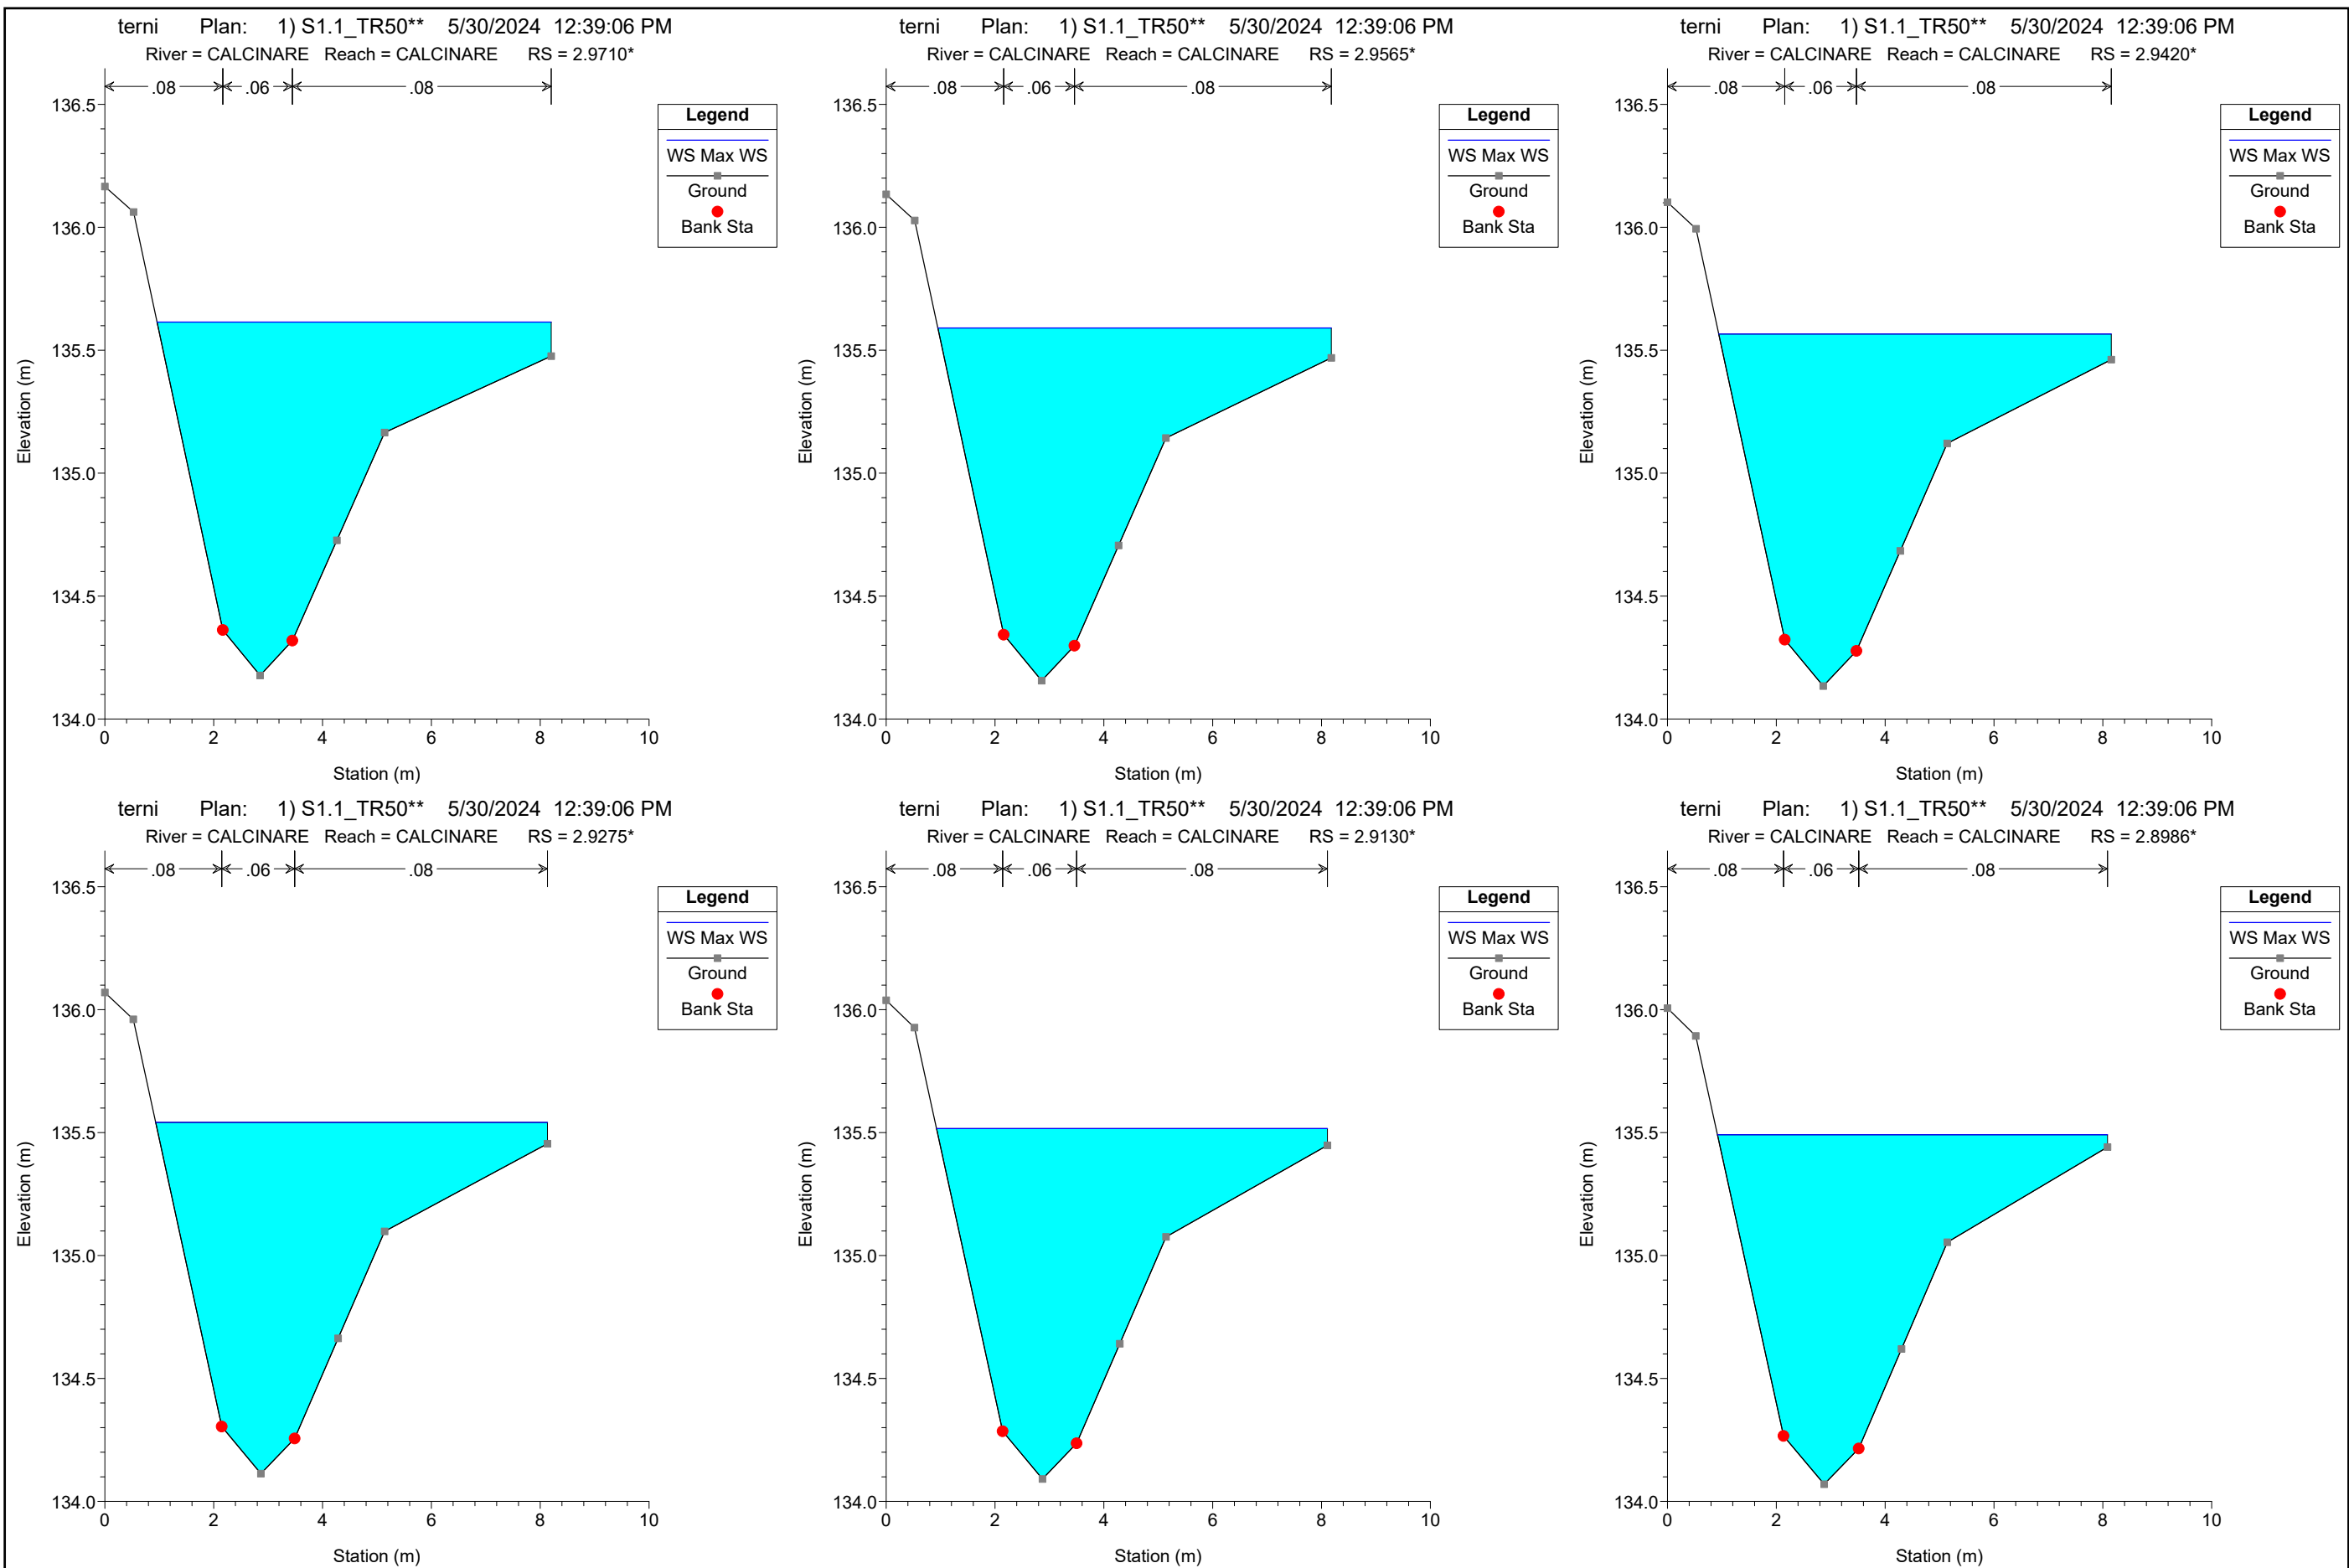 terni Plan: 1) S1.1_TR50** 5/30/2024 12:39:06 PM
River = CALCINARE Reach = CALCINARE RS = 2.9710*
.08 .06 .08
136.5
136.0
135.5
135.0
134.5
134.0
Elevation (m)
0 2 4 6 8 10
Station (m)
Legend
WS Max WS
Ground
Bank Sta
terni Plan: 1) S1.1_TR50** 5/30/2024 12:39:06 PM
River = CALCINARE Reach = CALCINARE RS = 2.9565*
.08 .06 .08
136.5
136.0
135.5
135.0
134.5
134.0
Elevation (m)
0 2 4 6 8 10
Station (m)
Legend
WS Max WS
Ground
Bank Sta
terni Plan: 1) S1.1_TR50** 5/30/2024 12:39:06 PM
River = CALCINARE Reach = CALCINARE RS = 2.9420*
.08 .06 .08
136.5
136.0
135.5
135.0
134.5
134.0
Elevation (m)
0 2 4 6 8 10
Station (m)
Legend
WS Max WS
Ground
Bank Sta
terni Plan: 1) S1.1_TR50** 5/30/2024 12:39:06 PM
River = CALCINARE Reach = CALCINARE RS = 2.9275*
.08 .06 .08
136.5
136.0
135.5
135.0
134.5
134.0
Elevation (m)
0 2 4 6 8 10
Station (m)
Legend
WS Max WS
Ground
Bank Sta
terni Plan: 1) S1.1_TR50** 5/30/2024 12:39:06 PM
River = CALCINARE Reach = CALCINARE RS = 2.9130*
.08 .06 .08
136.5
136.0
135.5
135.0
134.5
134.0
Elevation (m)
0 2 4 6 8 10
Station (m)
Legend
WS Max WS
Ground
Bank Sta
terni Plan: 1) S1.1_TR50** 5/30/2024 12:39:06 PM
River = CALCINARE Reach = CALCINARE RS = 2.8986*
.08 .06 .08
136.5
136.0
135.5
135.0
134.5
134.0
Elevation (m)
0 2 4 6 8 10
Station (m)
Legend
WS Max WS
Ground
Bank Sta